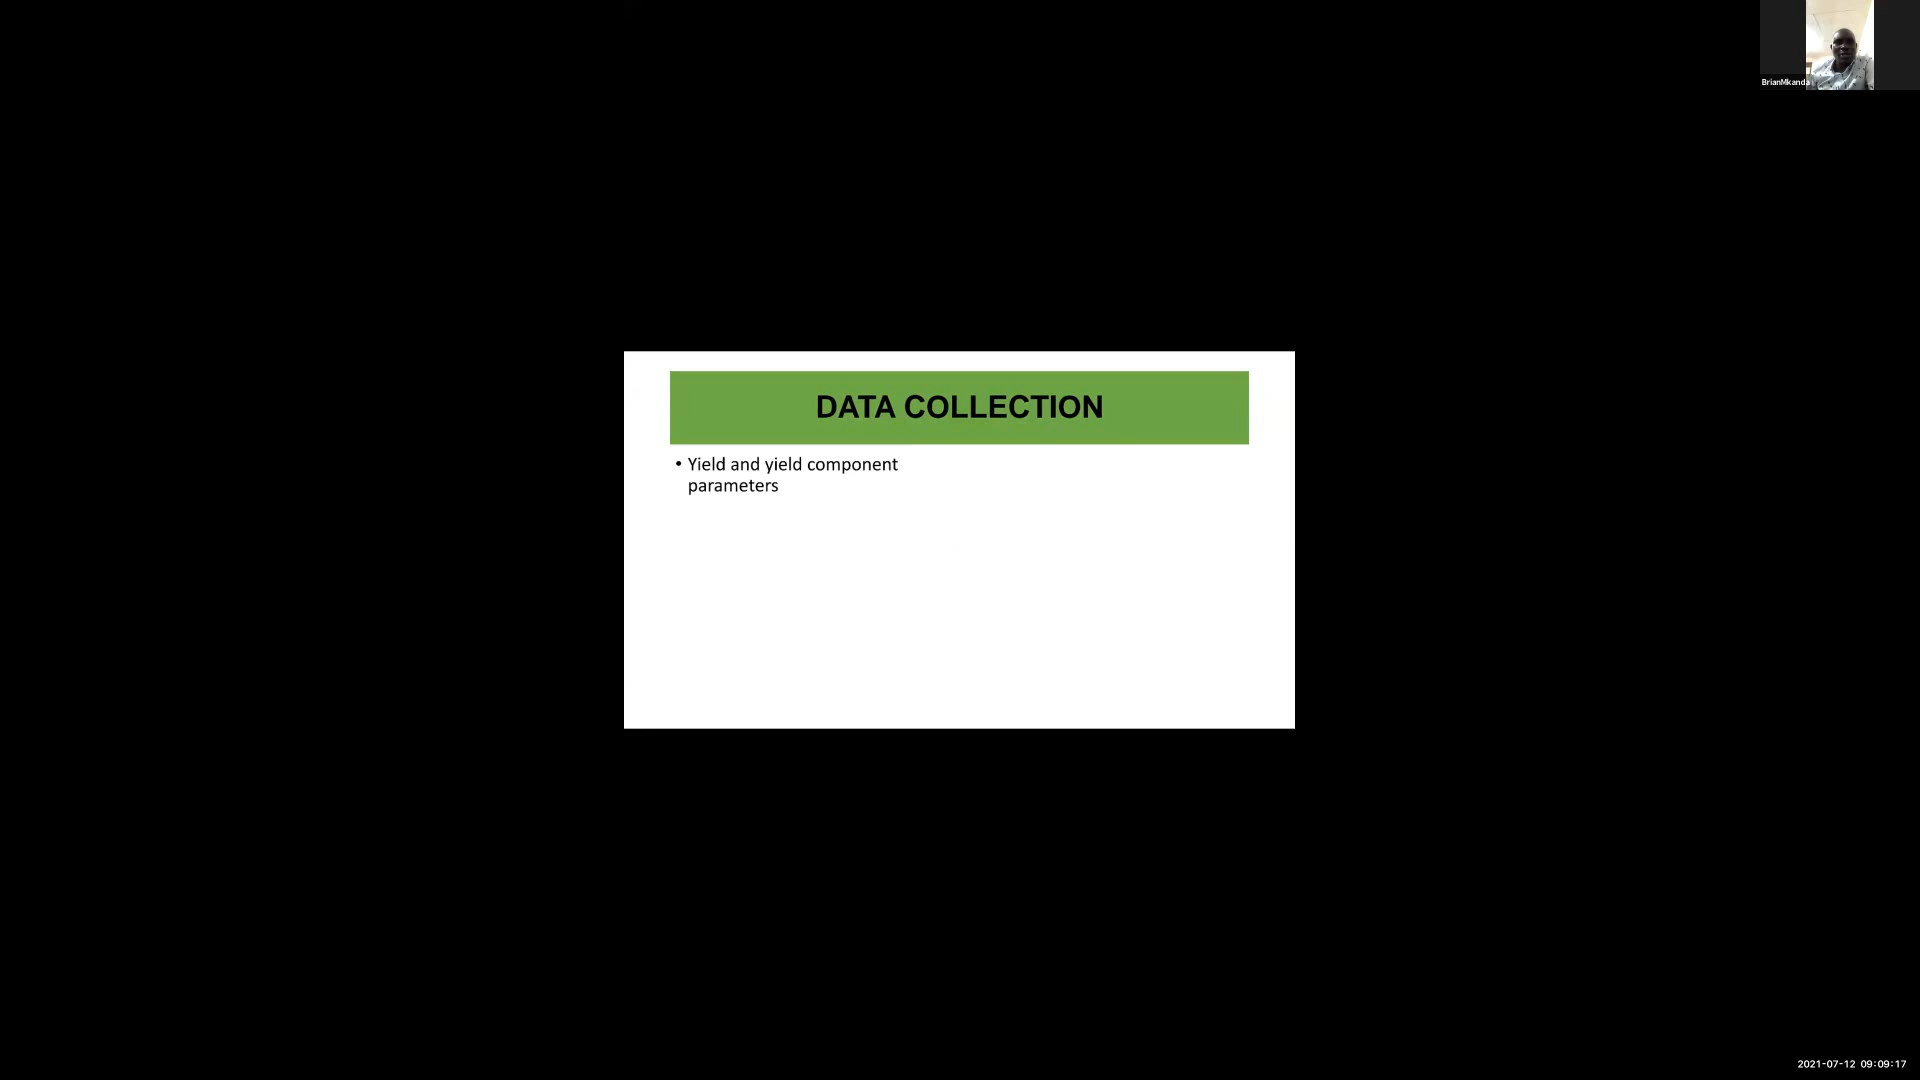 BrianMkanda
DATA COLLECTION
• Yield and yield component
parameters
2021-07-12 09:09:17